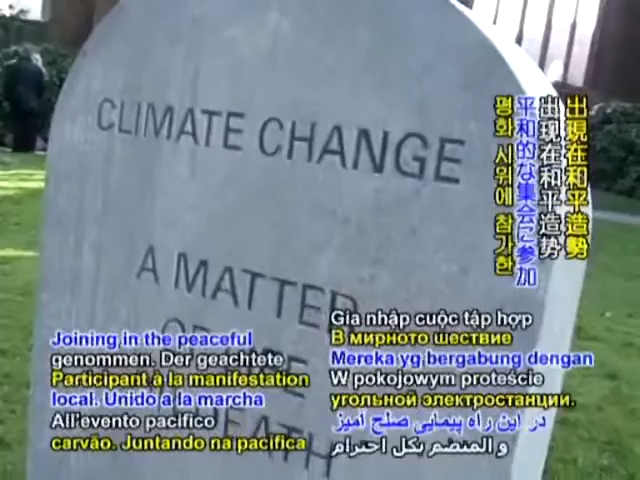 CLIMATE CHANGE
A MATTER
OF LIFE
DEATH
出現在和平造勢
出现在和平造势
平和的な集会に参加
평화 시위에 참가한
Joining in the peaceful
genommen. Der geachtete
Participant à la manifestation
local. Unido a la marcha
All'evento pacifico
carvão. Juntando na pacífica
Gia nhập cuộc tập hợp
В мирното шествие
Mereka yg bergabung dengan
W pokojowym proteście
угольной электростанции.
در این راه پیمایی صلح آمیز
و المنضم بكل احترام